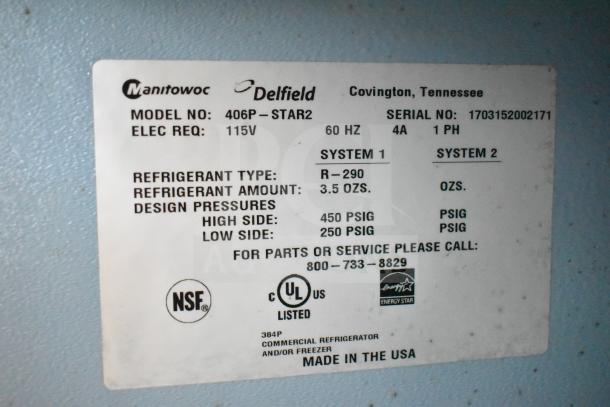 Manitowoc Delfield Covington, Tennessee
MODEL NO: 406P-STAR2 SERIAL NO: 1703152002171
ELEC REQ: 115V 60 HZ 4A 1 PH
SYSTEM 1 SYSTEM 2
REFRIGERANT TYPE: R-290
REFRIGERANT AMOUNT: 3.5 OZS. OZS.
DESIGN PRESSURES
HIGH SIDE: 450 PSIG PSIG
LOW SIDE: 250 PSIG PSIG
FOR PARTS OR SERVICE PLEASE CALL:
800-733-8829
NSF®
C UL US
LISTED
energy
ENERGY STAR
384P
COMMERCIAL REFRIGERATOR
AND/OR FREEZER
MADE IN THE USA